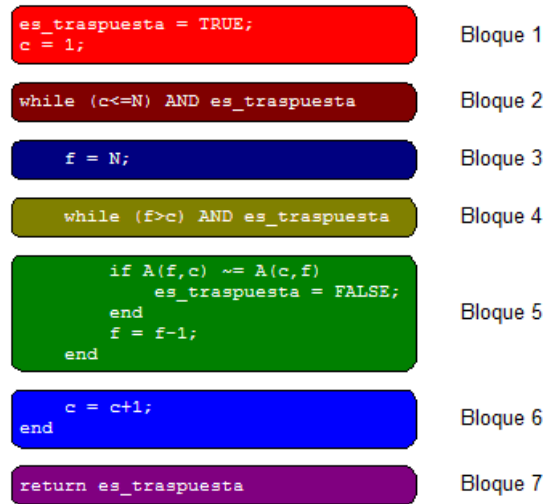 es_traspuesta = TRUE;
c = 1;
Bloque 1
while (c<=N) AND es_traspuesta
Bloque 2
f = N;
Bloque 3
while (f>c) AND es_traspuesta
Bloque 4
if A(f,c) ~= A(c,f)
es_traspuesta = FALSE;
end
f = f-1;
end
Bloque 5
c = c+1;
end
Bloque 6
return es_traspuesta
Bloque 7